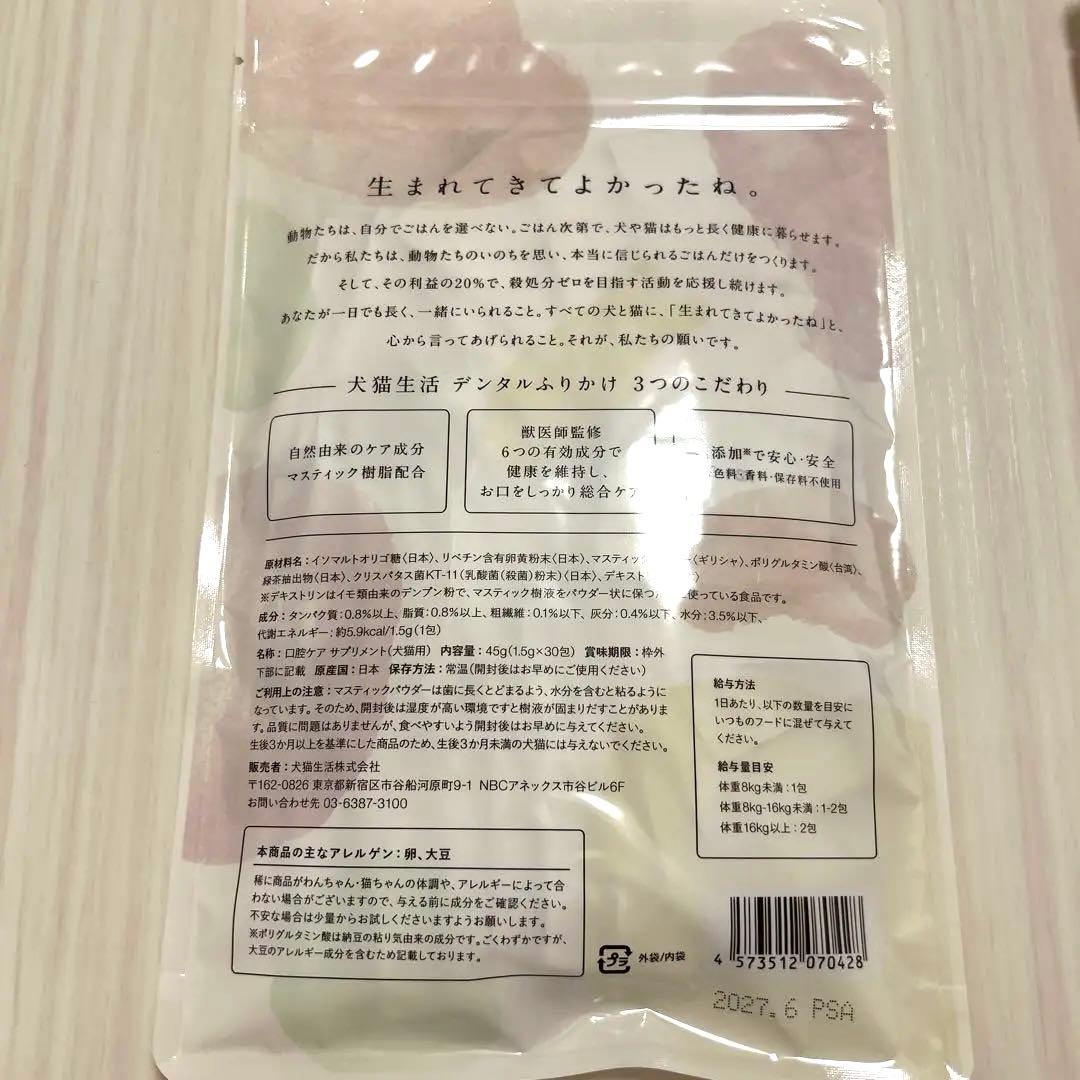 生まれてきてよかったね。
動物たちは、自分でごはんを選べない。ごはん次第で、犬や猫はもっと長く健康に暮らせます。
だから私たちは、動物たちのいのちを思い、本当に信じられるごはんだけをつくります。
そして、その利益の20%で、殺処分ゼロを目指す活動を応援し続けます。
あなたが一日でも長く、一緒にいられること。すべての犬と猫に、「生まれてきてよかったね」と、
心から言ってあげられること。それが、私たちの願いです。
犬猫生活 デンタルふりかけ 3つのこだわり
自然由来のケア成分
マスティック樹脂配合
獣医師監修
6つの有効成分で
健康を維持し、
お口をしっかり総合ケア
添加※で安心・安全
色料・香料・保存料不使用
原材料名:イソマルトオリゴ糖〈日本〉、リベチン含有卵黄粉末〈日本〉、マスティック 〈ギリシャ〉、ポリグルタミン酸〈台湾〉、
緑茶抽出物〈日本〉、クリスパタス菌KT-11(乳酸菌(殺菌)粉末)〈日本〉、デキスト
※デキストリンはイモ類由来のデンプン粉で、マスティック樹液をパウダー状に保つ 使っている食品です。
成分:タンパク質:0.8%以上、脂質:0.8%以上、粗繊維:0.1%以下、灰分:0.4%以下、水分:3.5%以下、
代謝エネルギー:約5.9kcal/1.5g(1包)
名称:口腔ケア サプリメント(犬猫用) 内容量:45g(1.5g×30包) 賞味期限:枠外
下部に記載 原産国:日本 保存方法:常温(開封後はお早めにご使用ください)
ご利用上の注意:マスティックパウダーは歯に長くとどまるよう、水分を含むと粘るように
なっています。そのため、開封後は湿度が高い環境ですと樹液が固まりだすことがありま
す。品質に問題はありませんが、食べやすいよう開封後はお早めに与えてください。
生後3か月以上を基準にした商品のため、生後3か月未満の犬猫には与えないでください。
販売者:犬猫生活株式会社
〒162-0826 東京都新宿区市谷船河原町9-1 NBCアネックス市谷ビル6F
お問い合わせ先 03-6387-3100
給与方法
1日あたり、以下の数量を目安に
いつものフードに混ぜて与えて
ください。
給与量目安
体重8kg未満:1包
体重8kg-16kg未満:1-2包
体重16kg以上:2包
本商品の主なアレルゲン:卵、大豆
稀に商品がわんちゃん・猫ちゃんの体調や、アレルギーによって合
わない場合がございますので、与える前に成分をご確認ください。
不安な場合は少量からお試しくださいますようお願いします。
※ポリグルタミン酸は納豆の粘り気由来の成分です。ごくわずかですが、
大豆のアレルギー成分を含むため記載しております。
プラ 外袋/内袋
4 573512 070428
2027.6 PSA